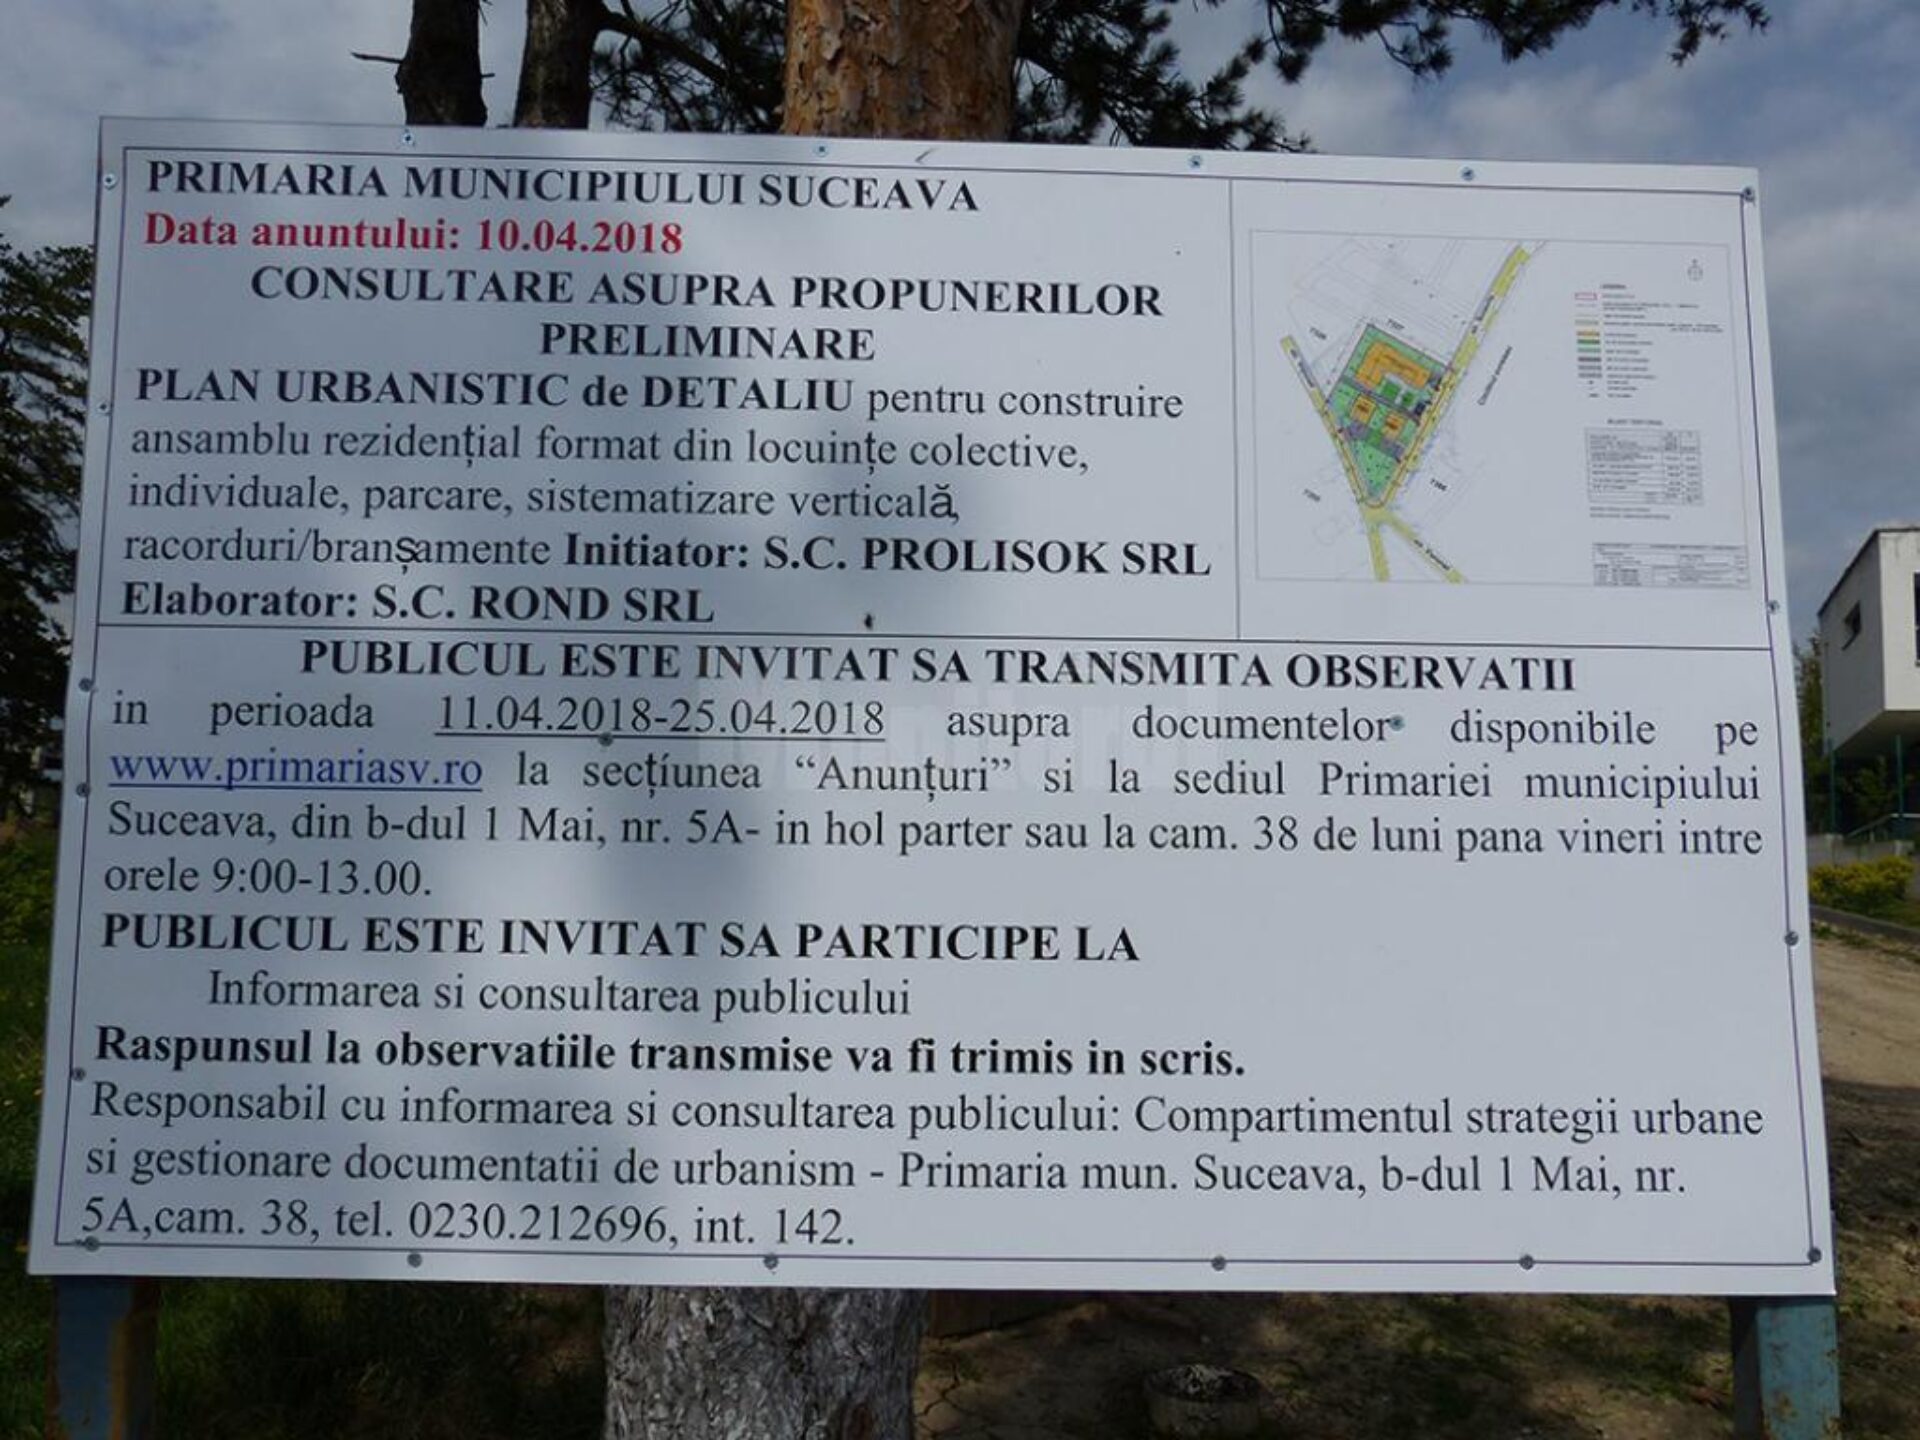 PRIMARIA MUNICIPIULUI SUCEAVA
Data anuntului: 10.04.2018
CONSULTARE ASUPRA PROPUNERILOR
PRELIMINARE
PLAN URBANISTIC de DETALIU pentru construire
ansamblu rezidențial format din locuințe colective,
individuale, parcare, sistematizare verticală,
racorduri/branșamente Initiator: S.C. PROLISOK SRL
Elaborator: S.C. ROND SRL
PUBLICUL ESTE INVITAT SA TRANSMITA OBSERVATII
in perioada 11.04.2018-25.04.2018 asupra documentelor disponibile pe
www.primariasv.ro la secțiunea “Anunțuri” si la sediul Primariei municipiului
Suceava, din b-dul 1 Mai, nr. 5A- in hol parter sau la cam. 38 de luni pana vineri intre
orele 9:00-13.00.
PUBLICUL ESTE INVITAT SA PARTICIPE LA
Informarea si consultarea publicului
Raspunsul la observatiile transmise va fi trimis in scris.
Responsabil cu informarea si consultarea publicului: Compartimentul strategii urbane
si gestionare documentatii de urbanism - Primaria mun. Suceava, b-dul 1 Mai, nr.
5A,cam. 38, tel. 0230.212696, int. 142.